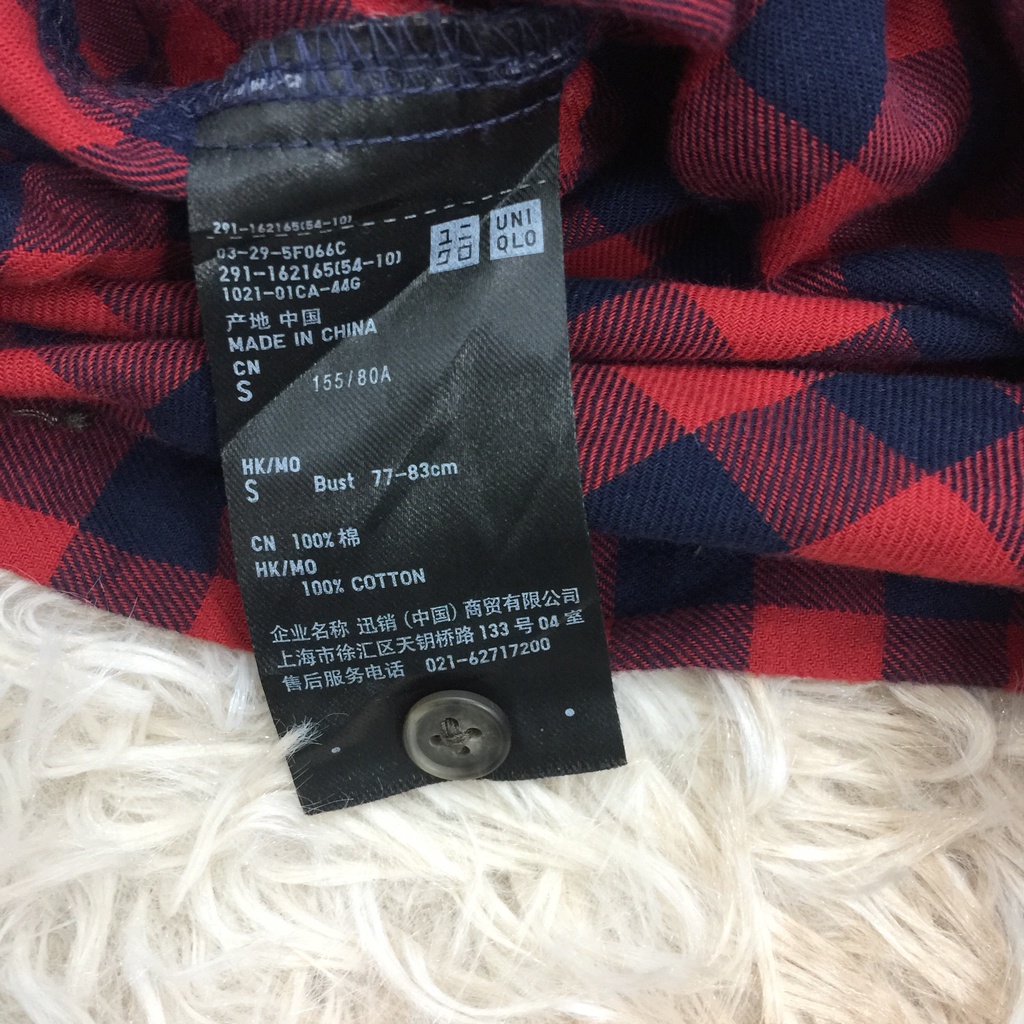 291-162165(54-10)
03-29-5F066C
291-162165(54-10)
1021-01CA-44G
ユニ
クロ
UNI
QLO
产地 中国
MADE IN CHINA
CN
S 155/80A
HK/MO
S Bust 77-83cm
CN 100% 棉
HK/MO
100% COTTON
企业名称 迅销 (中国) 商贸有限公司
上海市徐汇区天钥桥路 133 号 04 室
售后服务电话 021-62717200